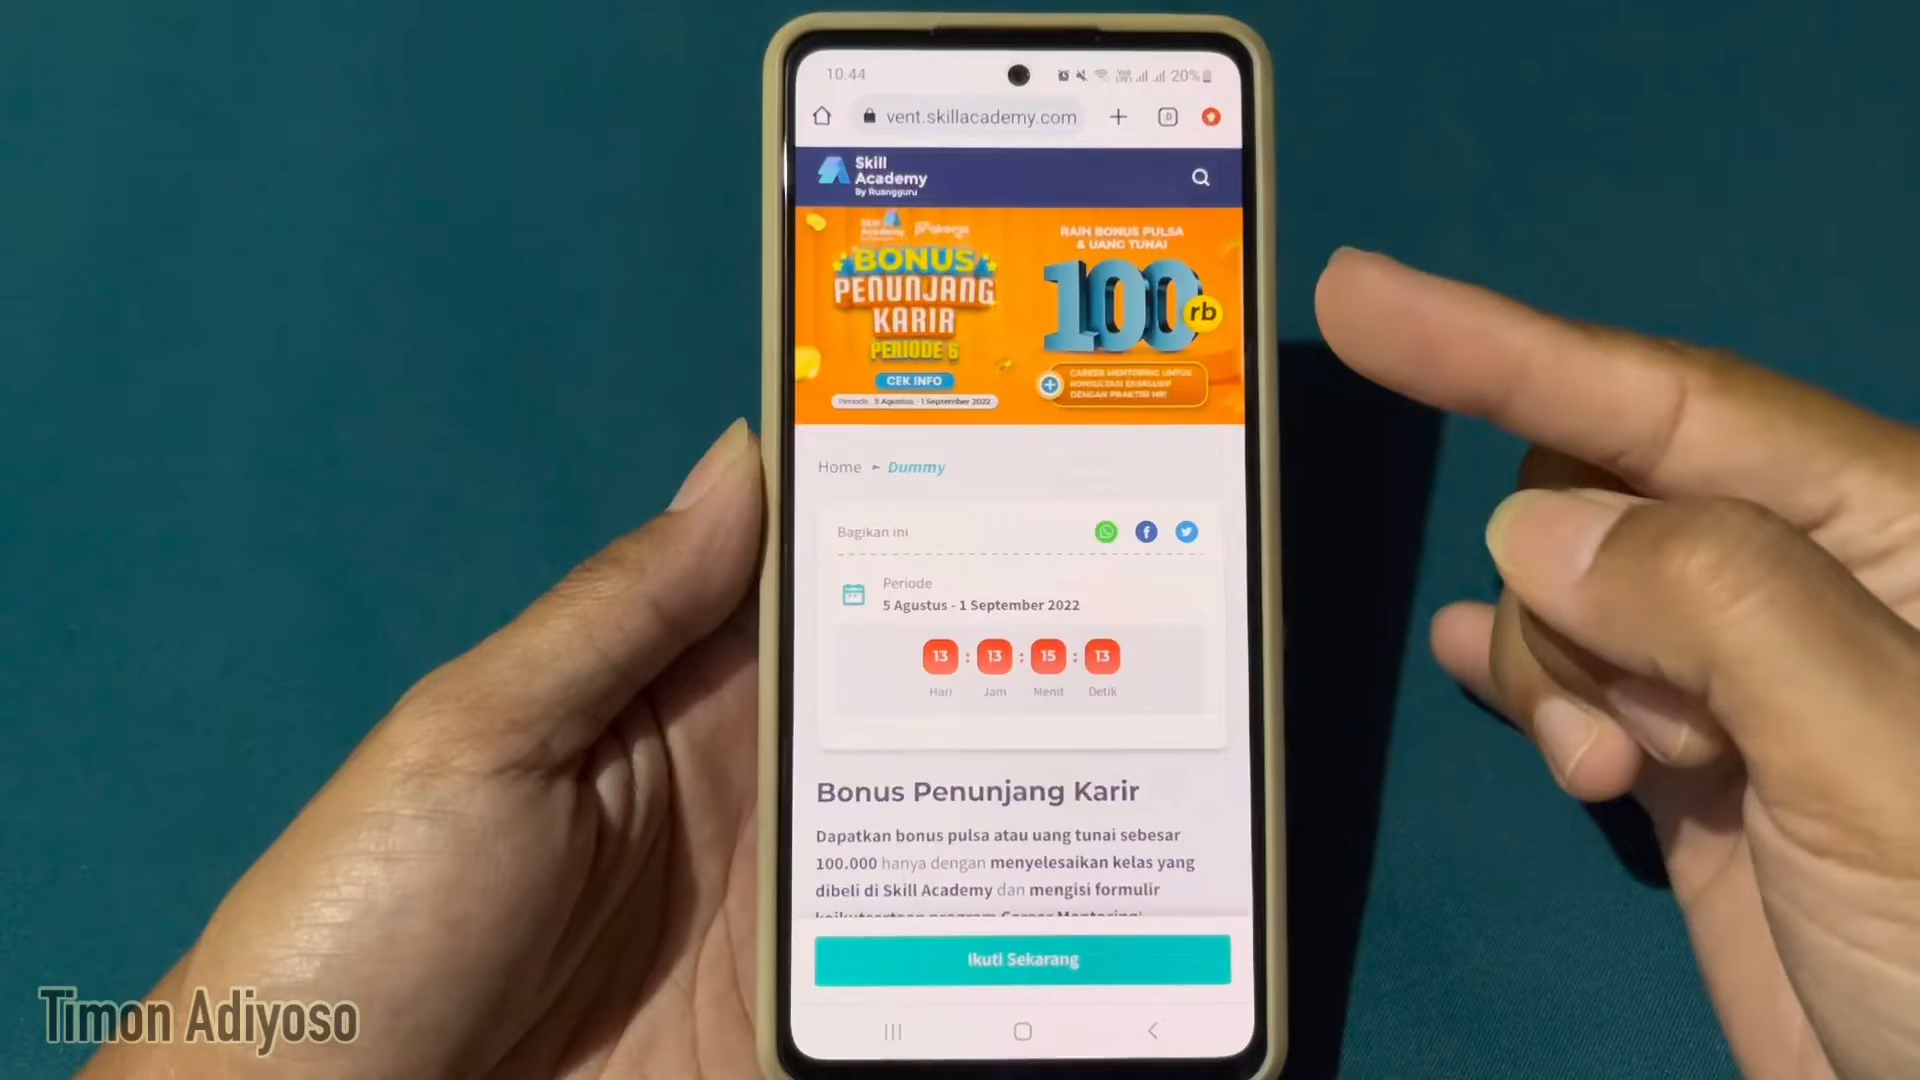 10.44
20%
vent.skillacademy.com
Skill
Academy
By Ruangguru
Skill
Academy
BONUS
PENUNJANG
KARIR
PERIODE 6
CEK INFO
Periode 5 Agustus - 1 September 2022
RAIH BONUS PULSA
& UANG TUNAI
100 rb
CAREER MENTORING UNTUK
KONSULTASI EKSKLUSIF
DENGAN PRAKTISI HR!
Home - Dummy
Bagikan ini
Periode
5 Agustus - 1 September 2022
13 : 13 : 15 : 13
Hari Jam Menit Detik
Bonus Penunjang Karir
Dapatkan bonus pulsa atau uang tunai sebesar
100.000 hanya dengan menyelesaikan kelas yang
dibeli di Skill Academy dan mengisi formulir
keikutsertaan program Career Mentoring!
Ikuti Sekarang
Timon Adiyoso